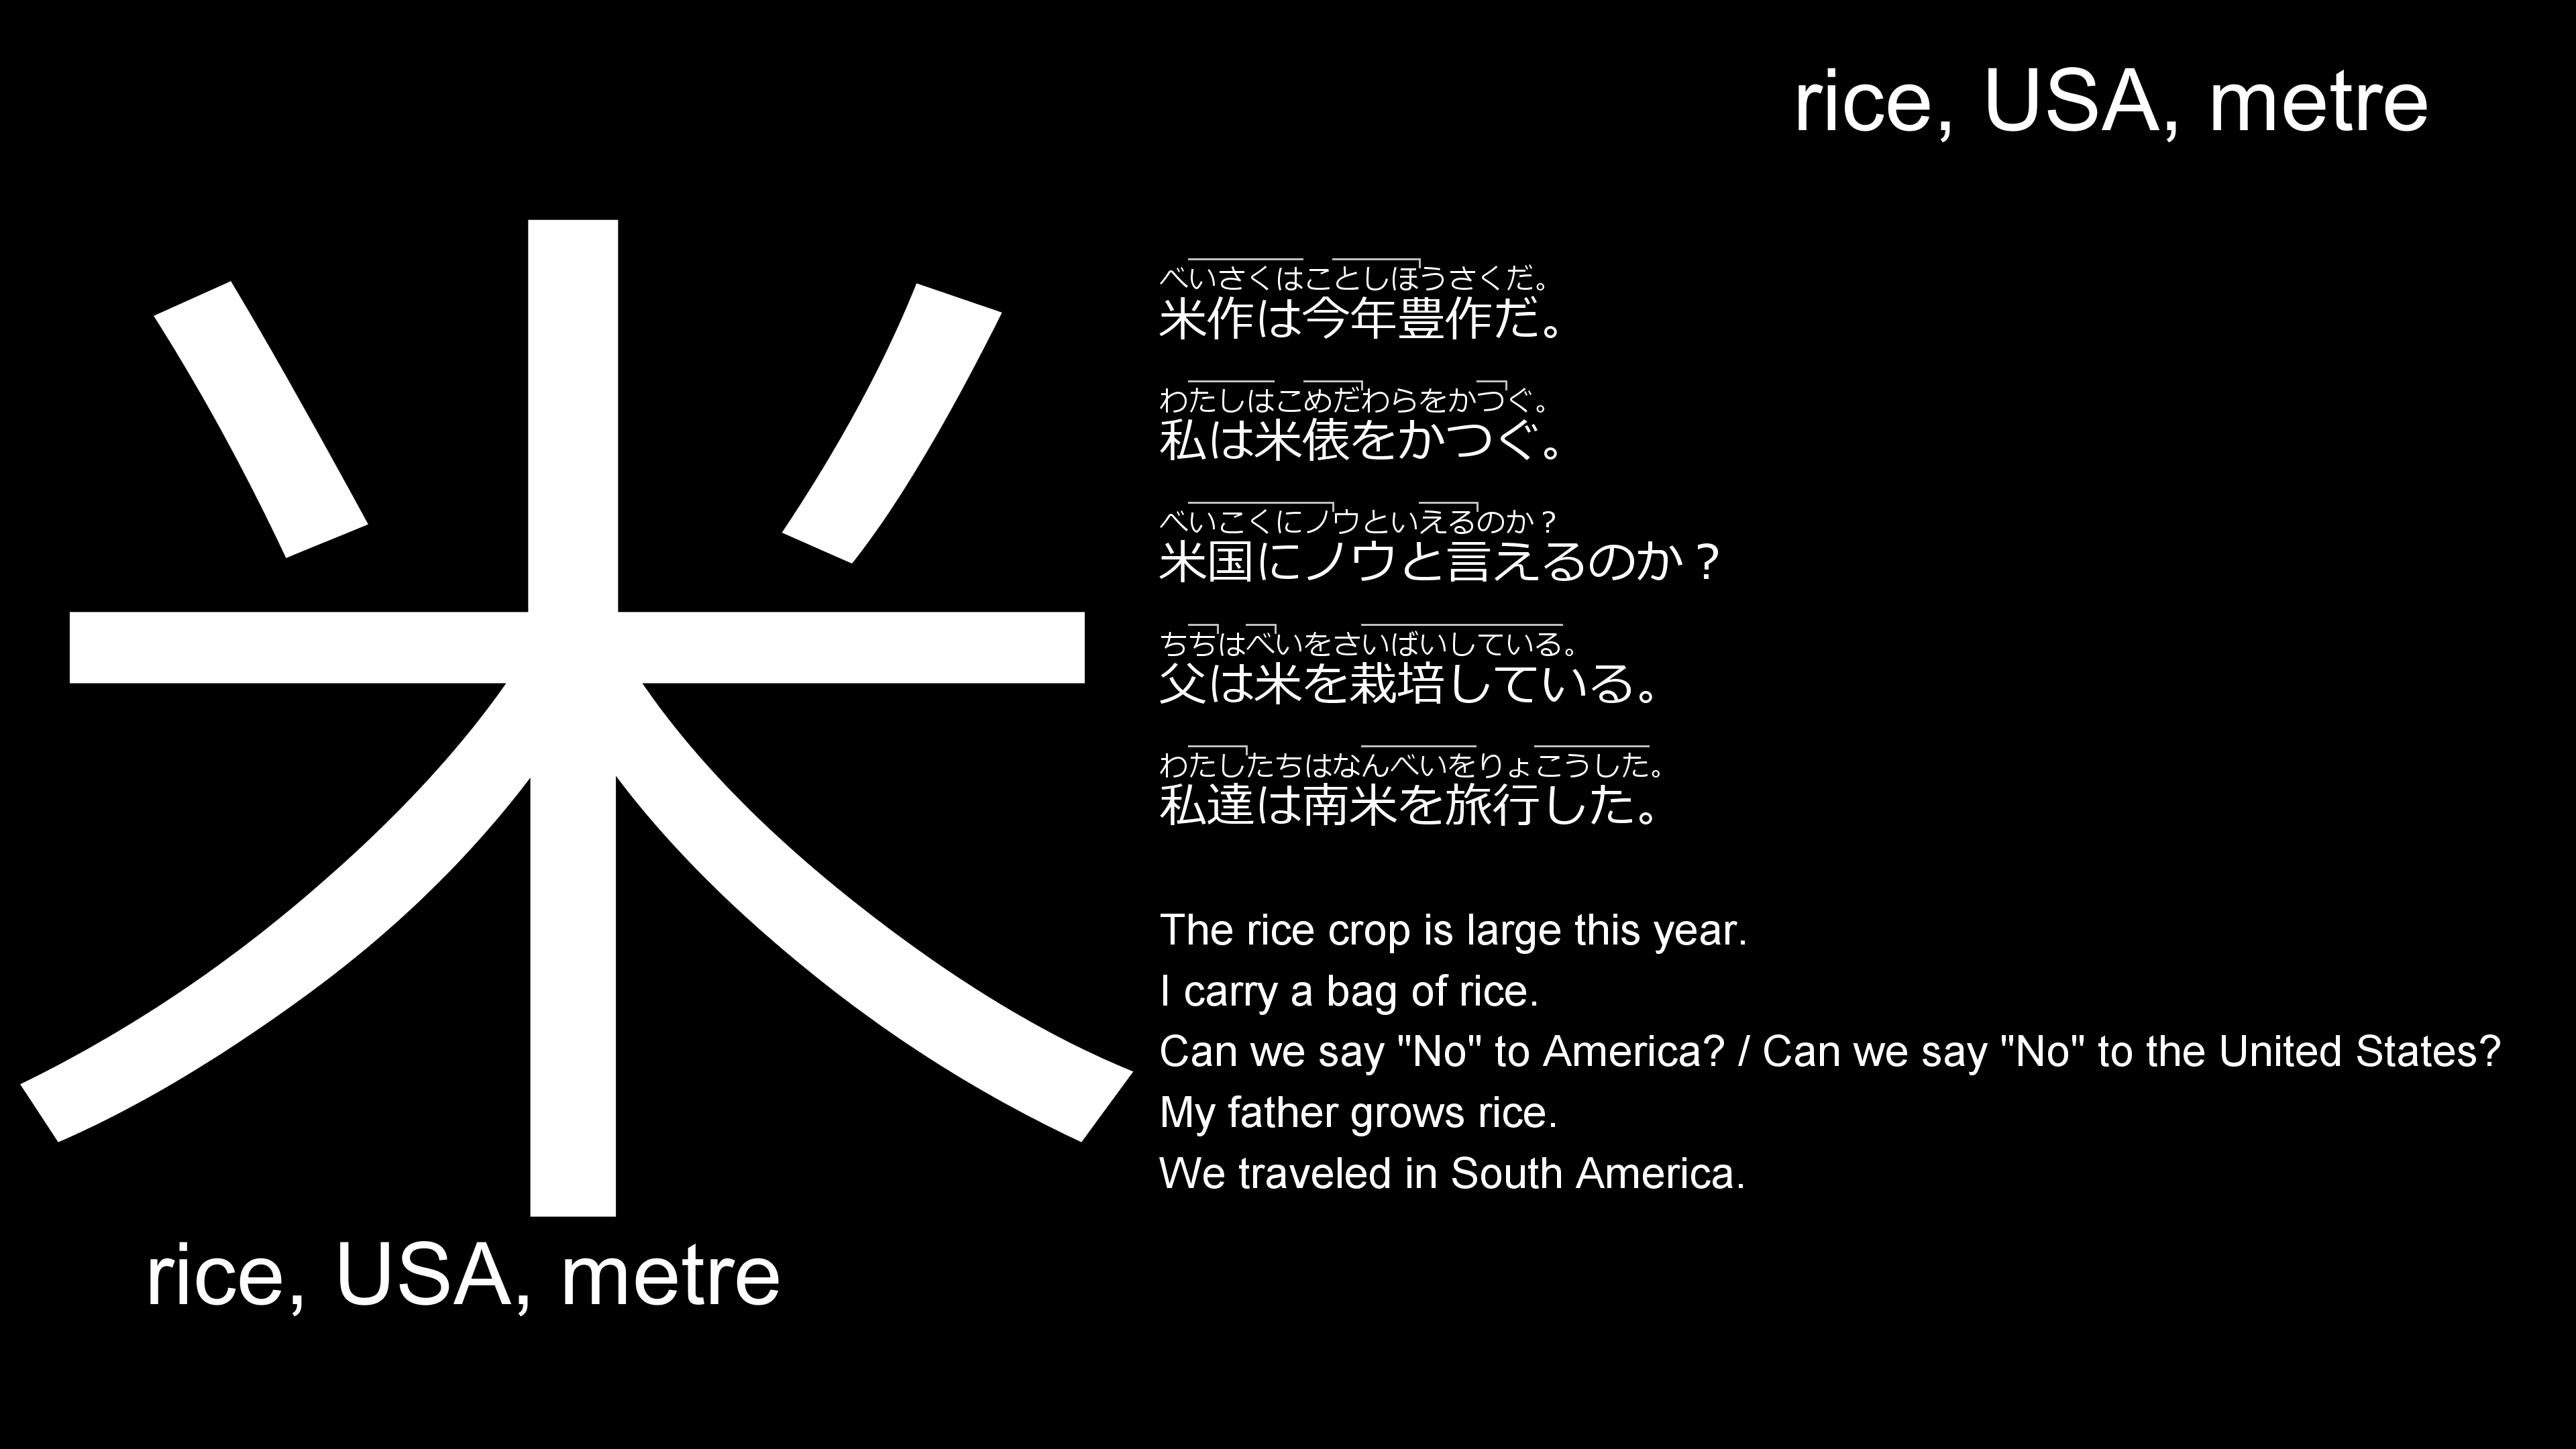 rice, USA, metre
米
べいさくはことしほうさくだ。
米作は今年豊作だ。
わたしはこめだわらをかつぐ。
私は米俵をかつぐ。
べいこくにノウといえるのか？
米国にノウと言えるのか？
ちちはべいをさいばいしている。
父は米を栽培している。
わたしたちはなんべいをりょこうした。
私達は南米を旅行した。
The rice crop is large this year.
I carry a bag of rice.
Can we say "No" to America? / Can we say "No" to the United States?
My father grows rice.
We traveled in South America.
rice, USA, metre